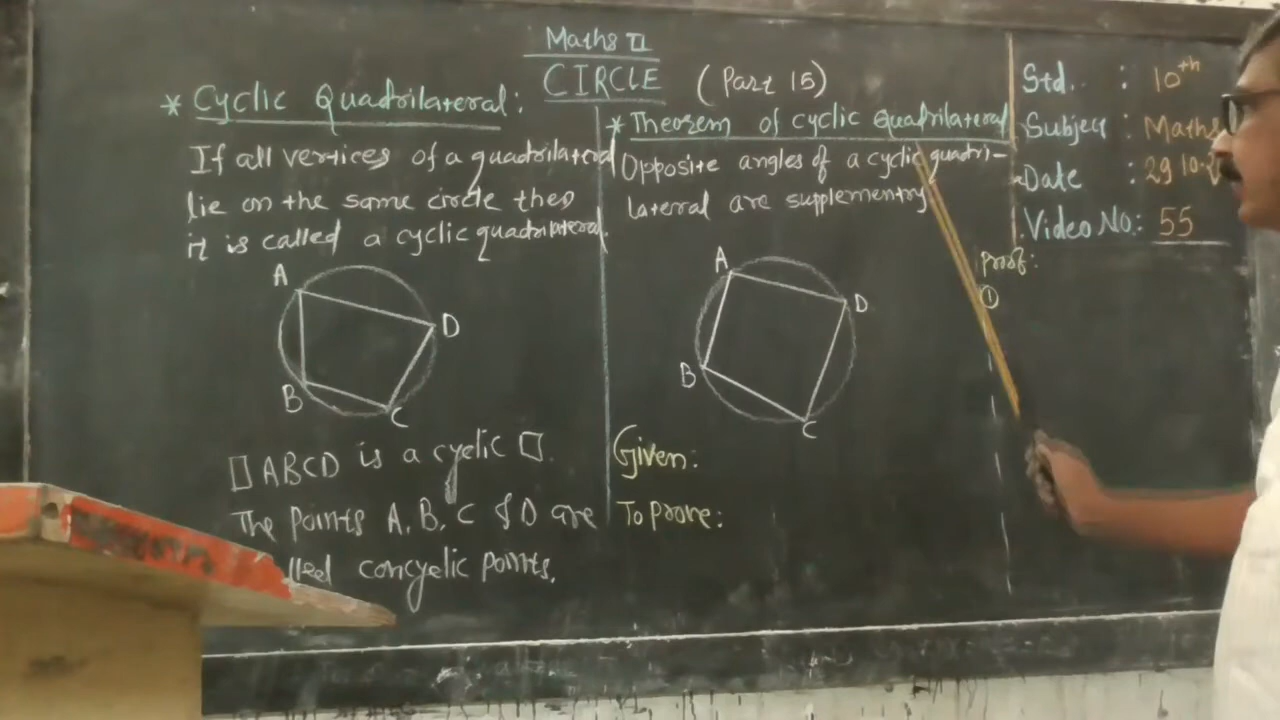 Maths II
CIRCLE (Part 15)
* Cyclic Quadrilateral:
If all vertices of a quadrilateral
lie on the same circle then
it is called a cyclic quadrilateral.
A
D
B
C
▯ABCD is a cyclic ▯.
The points A, B, C & D are
lled concyclic points.
* Theorem of cyclic Quadrilateral
Opposite angles of a cyclic quadri-
lateral are supplementry
A
D
B
C
Given:
To prove:
Std. : 10th
Subject : Maths
Date : 29 10.
Video No.: 55
Proof:
①